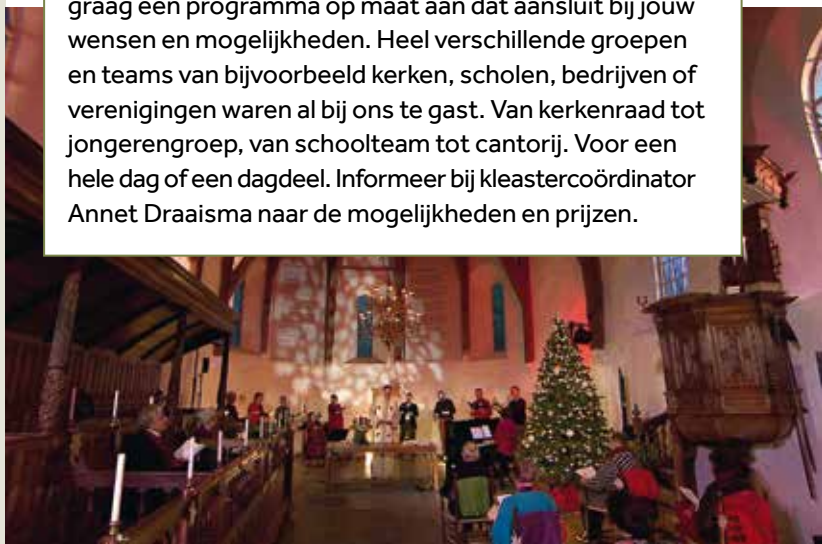 graag een programma op maat aan dat aansluit bij jouw
wensen en mogelijkheden. Heel verschillende groepen
en teams van bijvoorbeeld kerken, scholen, bedrijven of
verenigingen waren al bij ons te gast. Van kerkenraad tot
jongerengroep, van schoolteam tot cantorij. Voor een
hele dag of een dagdeel. Informeer bij kleastercoördinator
Annet Draaisma naar de mogelijkheden en prijzen.